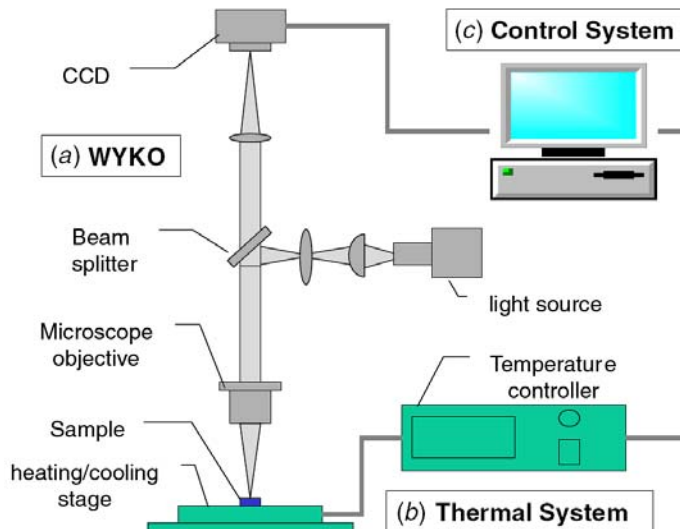 CCD
(c) Control System
(a) WYKO
Beam
splitter
light source
Microscope
objective
Temperature
controller
Sample
heating/cooling
stage
(b) Thermal System